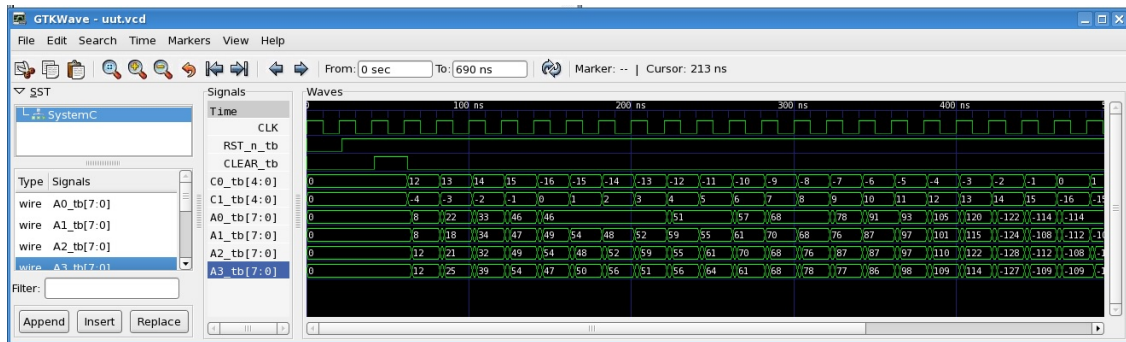 GTKWave - uut.vcd
File Edit Search Time Markers View Help
From: 0 sec To: 690 ns Marker: -- | Cursor: 213 ns
SST
SystemC
Type Signals
wire A0_tb[7:0]
wire A1_tb[7:0]
wire A2_tb[7:0]
wire A3_tb[7:0]
Filter:
Append Insert Replace
Signals
Time
CLK
RST_n_tb
CLEAR_tb
C0_tb[4:0]
C1_tb[4:0]
A0_tb[7:0]
A1_tb[7:0]
A2_tb[7:0]
A3_tb[7:0]
Waves
0 100 ns 200 ns 300 ns 400 ns
0 12 13 14 15 -16 -15 -14 -13 -12 -11 -10 -9 -8 -7 -6 -5 -4 -3 -2 -1 0 1
0 -4 -3 -2 -1 0 1 2 3 4 5 6 7 8 9 10 11 12 13 14 15 -16
0 8 22 33 46 46 51 57 68 78 91 93 105 120 -122 -114 -114
0 8 18 34 47 49 54 48 52 59 55 61 70 68 76 87 97 101 115 -124 -108 -112
0 12 21 32 49 54 48 52 59 55 61 70 68 76 87 87 97 110 122 -128 -112 -108
0 12 25 39 54 47 50 56 51 56 64 61 68 78 77 86 98 109 114 -127 -109 -109